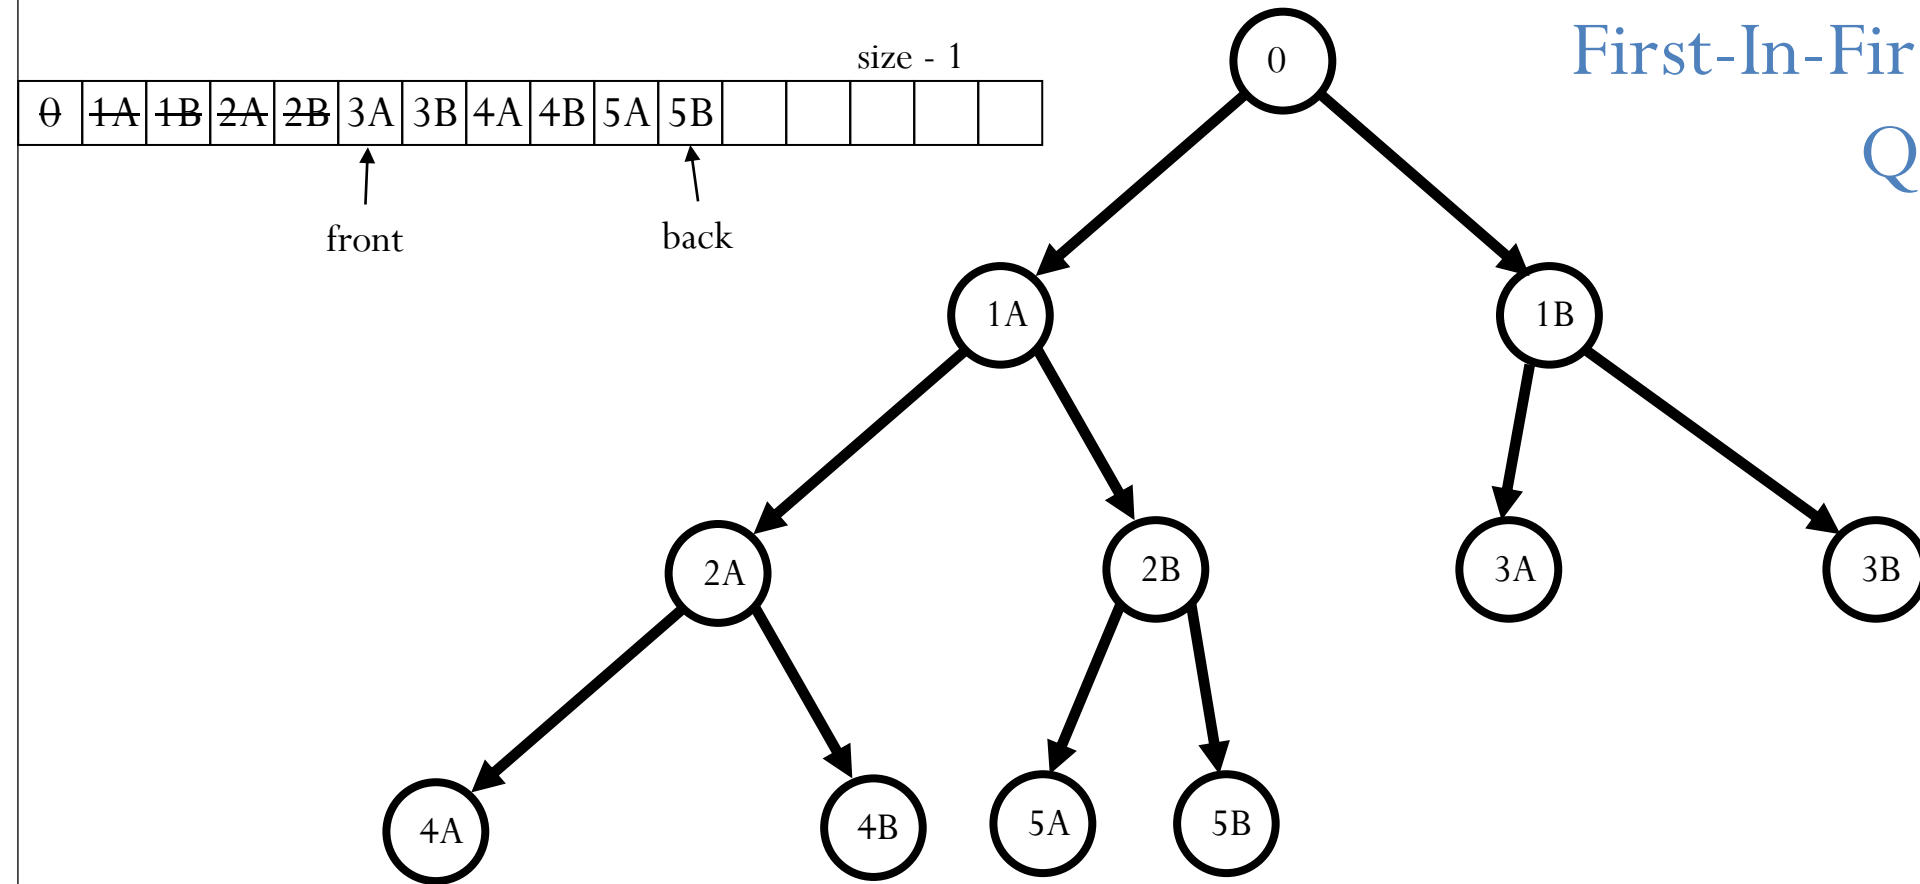 First-In-Fir
Q
size - 1
0 1A 1B 2A 2B 3A 3B 4A 4B 5A 5B
front back
0
1A 1B
2A 2B 3A 3B
4A 4B 5A 5B